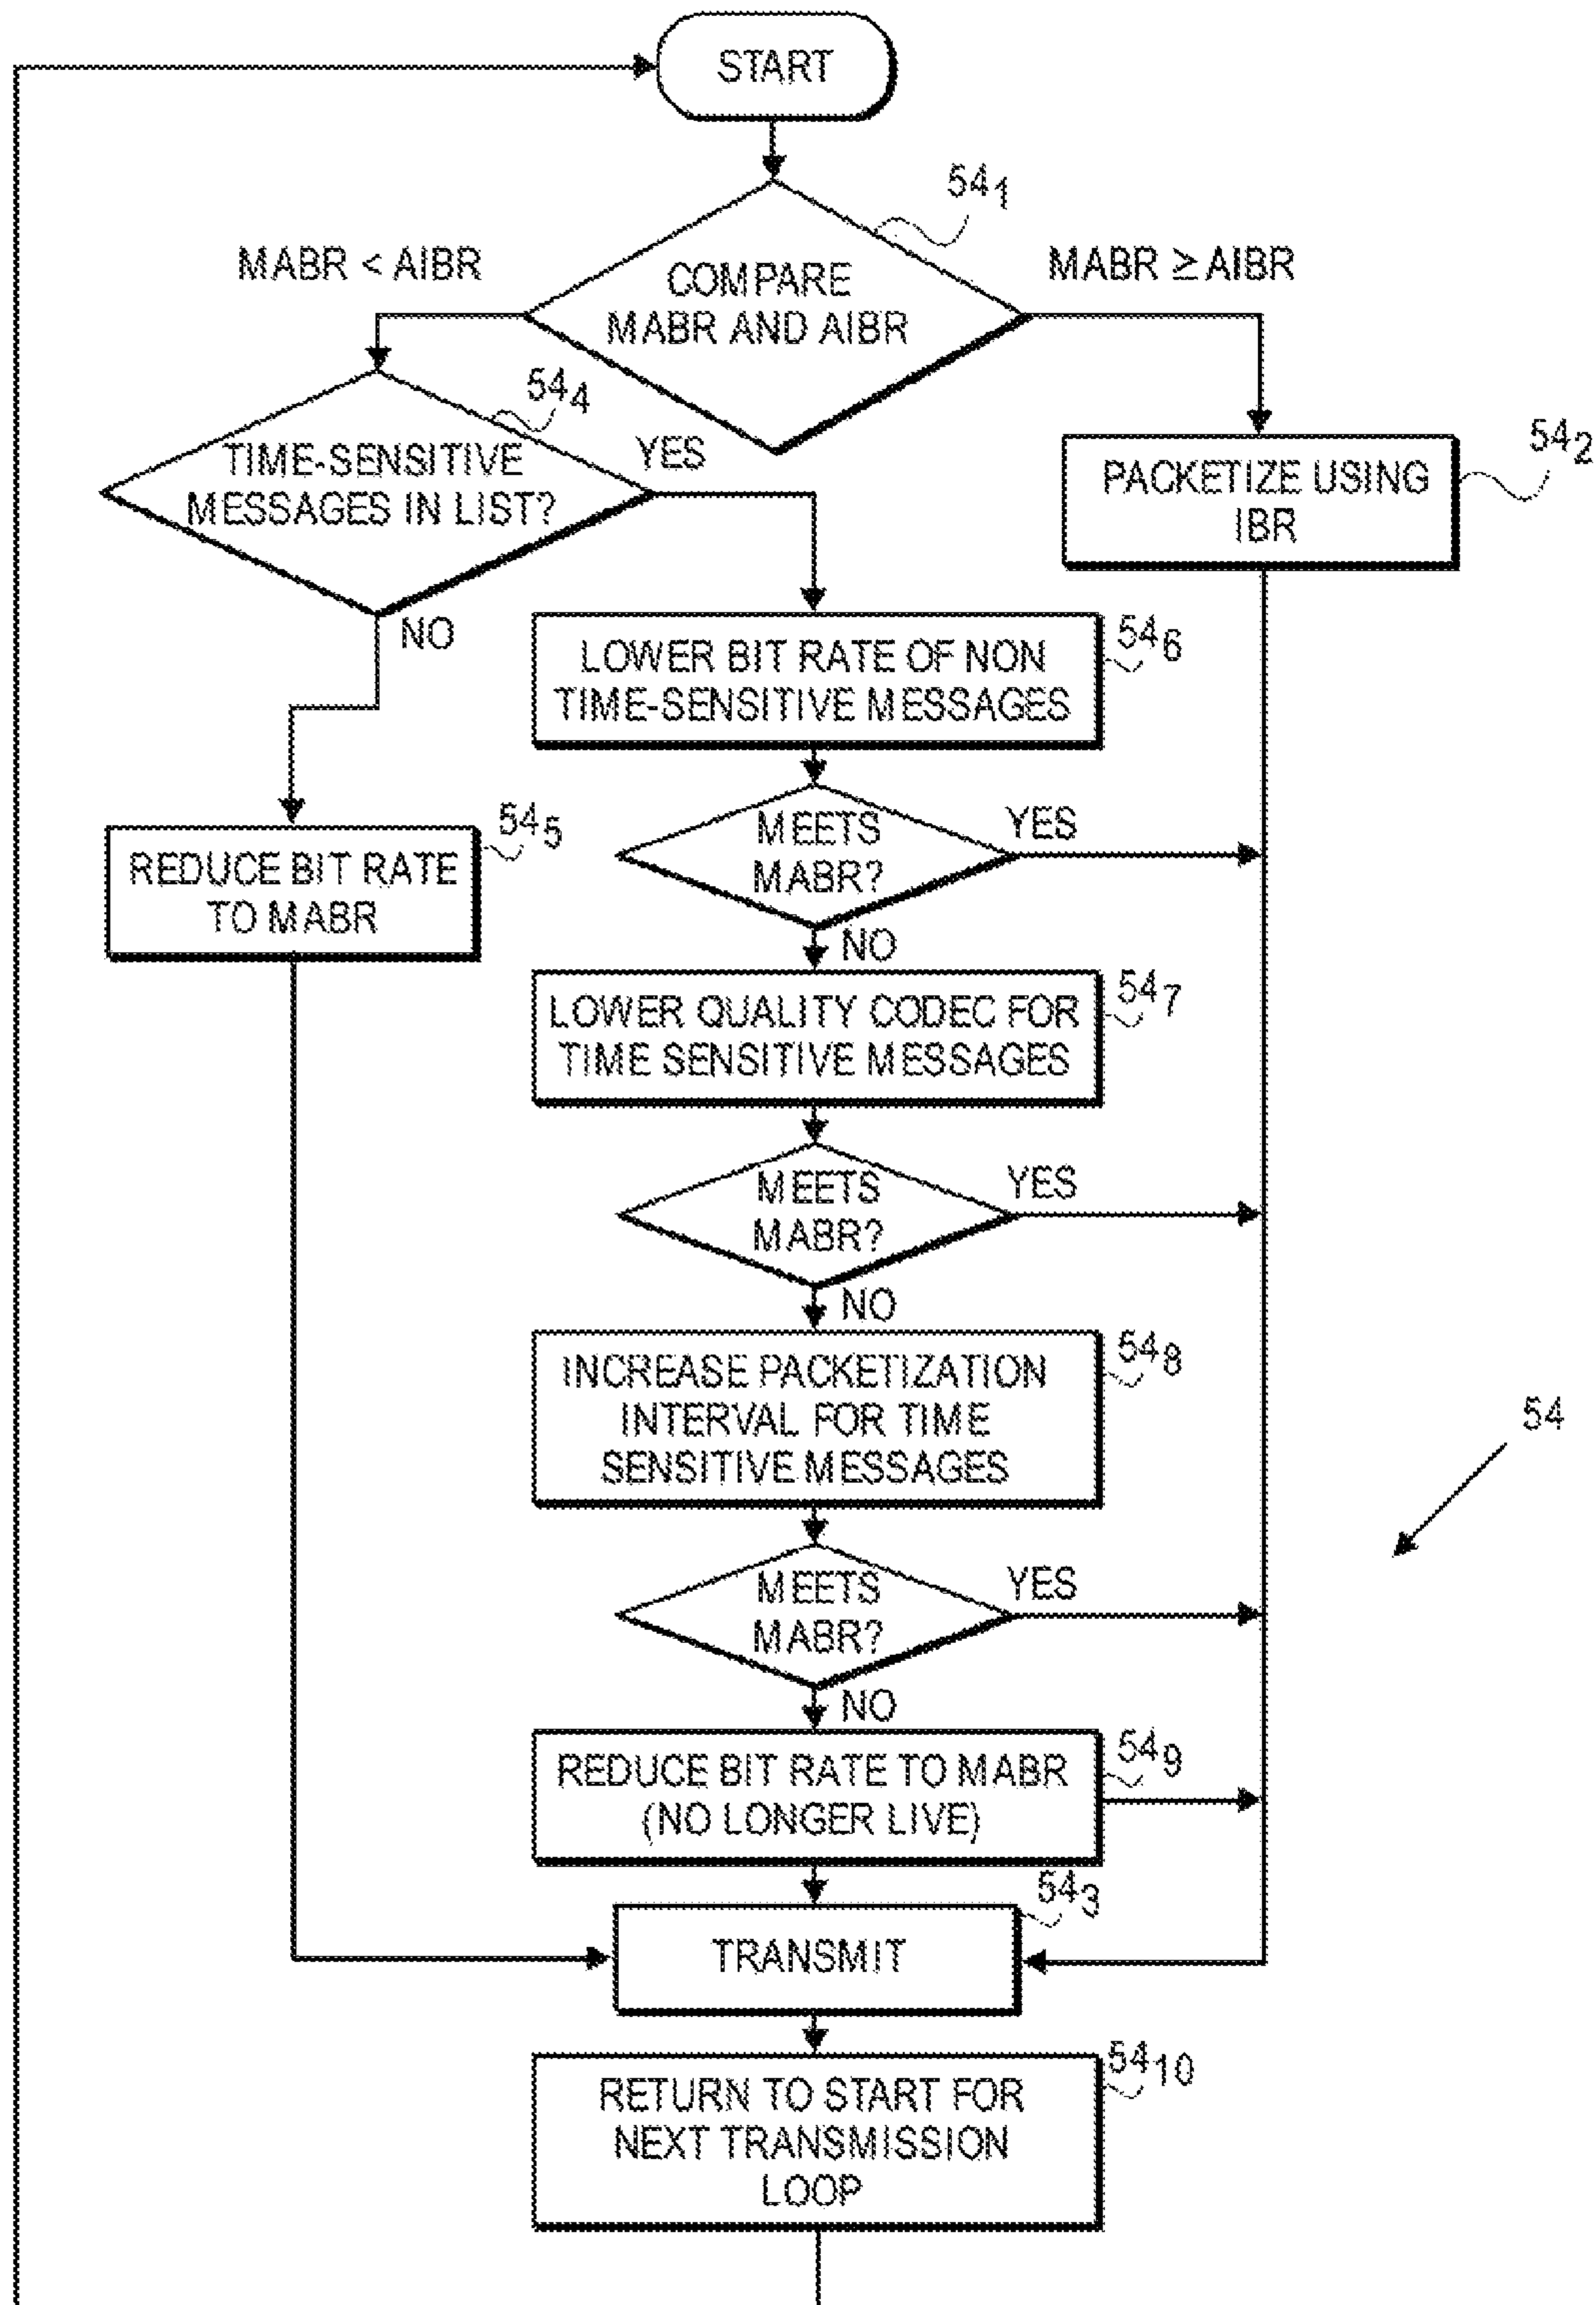 START
54₁
MABR < AIBR
COMPARE
MABR AND AIBR
MABR ≥ AIBR
54₄
TIME-SENSITIVE
MESSAGES IN LIST?
YES
NO
54₂
PACKETIZE USING
IBR
54₆
LOWER BIT RATE OF NON
TIME-SENSITIVE MESSAGES
54₅
REDUCE BIT RATE
TO MABR
MEETS
MABR?
YES
NO
54₇
LOWER QUALITY CODEC FOR
TIME SENSITIVE MESSAGES
MEETS
MABR?
YES
NO
54₈
INCREASE PACKETIZATION
INTERVAL FOR TIME
SENSITIVE MESSAGES
54
MEETS
MABR?
YES
NO
54₉
REDUCE BIT RATE TO MABR
(NO LONGER LIVE)
54₃
TRANSMIT
54₁₀
RETURN TO START FOR
NEXT TRANSMISSION
LOOP